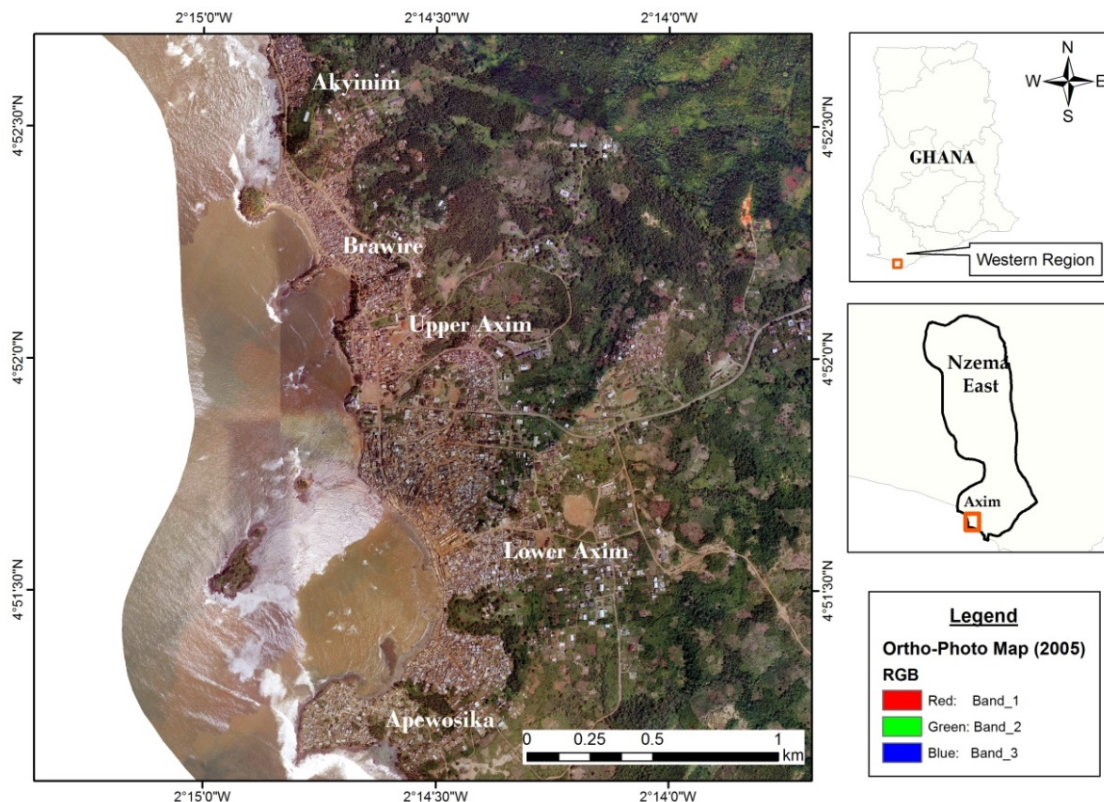 2°15'0"W
2°14'30"W
2°14'0"W
4°52'30"N
4°52'0"N
4°51'30"N
Akyinim
Brawire
Upper Axim
Lower Axim
Apewosika
0 0.25 0.5 1
km
4°52'30"N
4°52'0"N
4°51'30"N
2°15'0"W
2°14'30"W
2°14'0"W
N
W E
S
GHANA
Western Region
Nzema
East
Axim
Legend
Ortho-Photo Map (2005)
RGB
Red: Band_1
Green: Band_2
Blue: Band_3